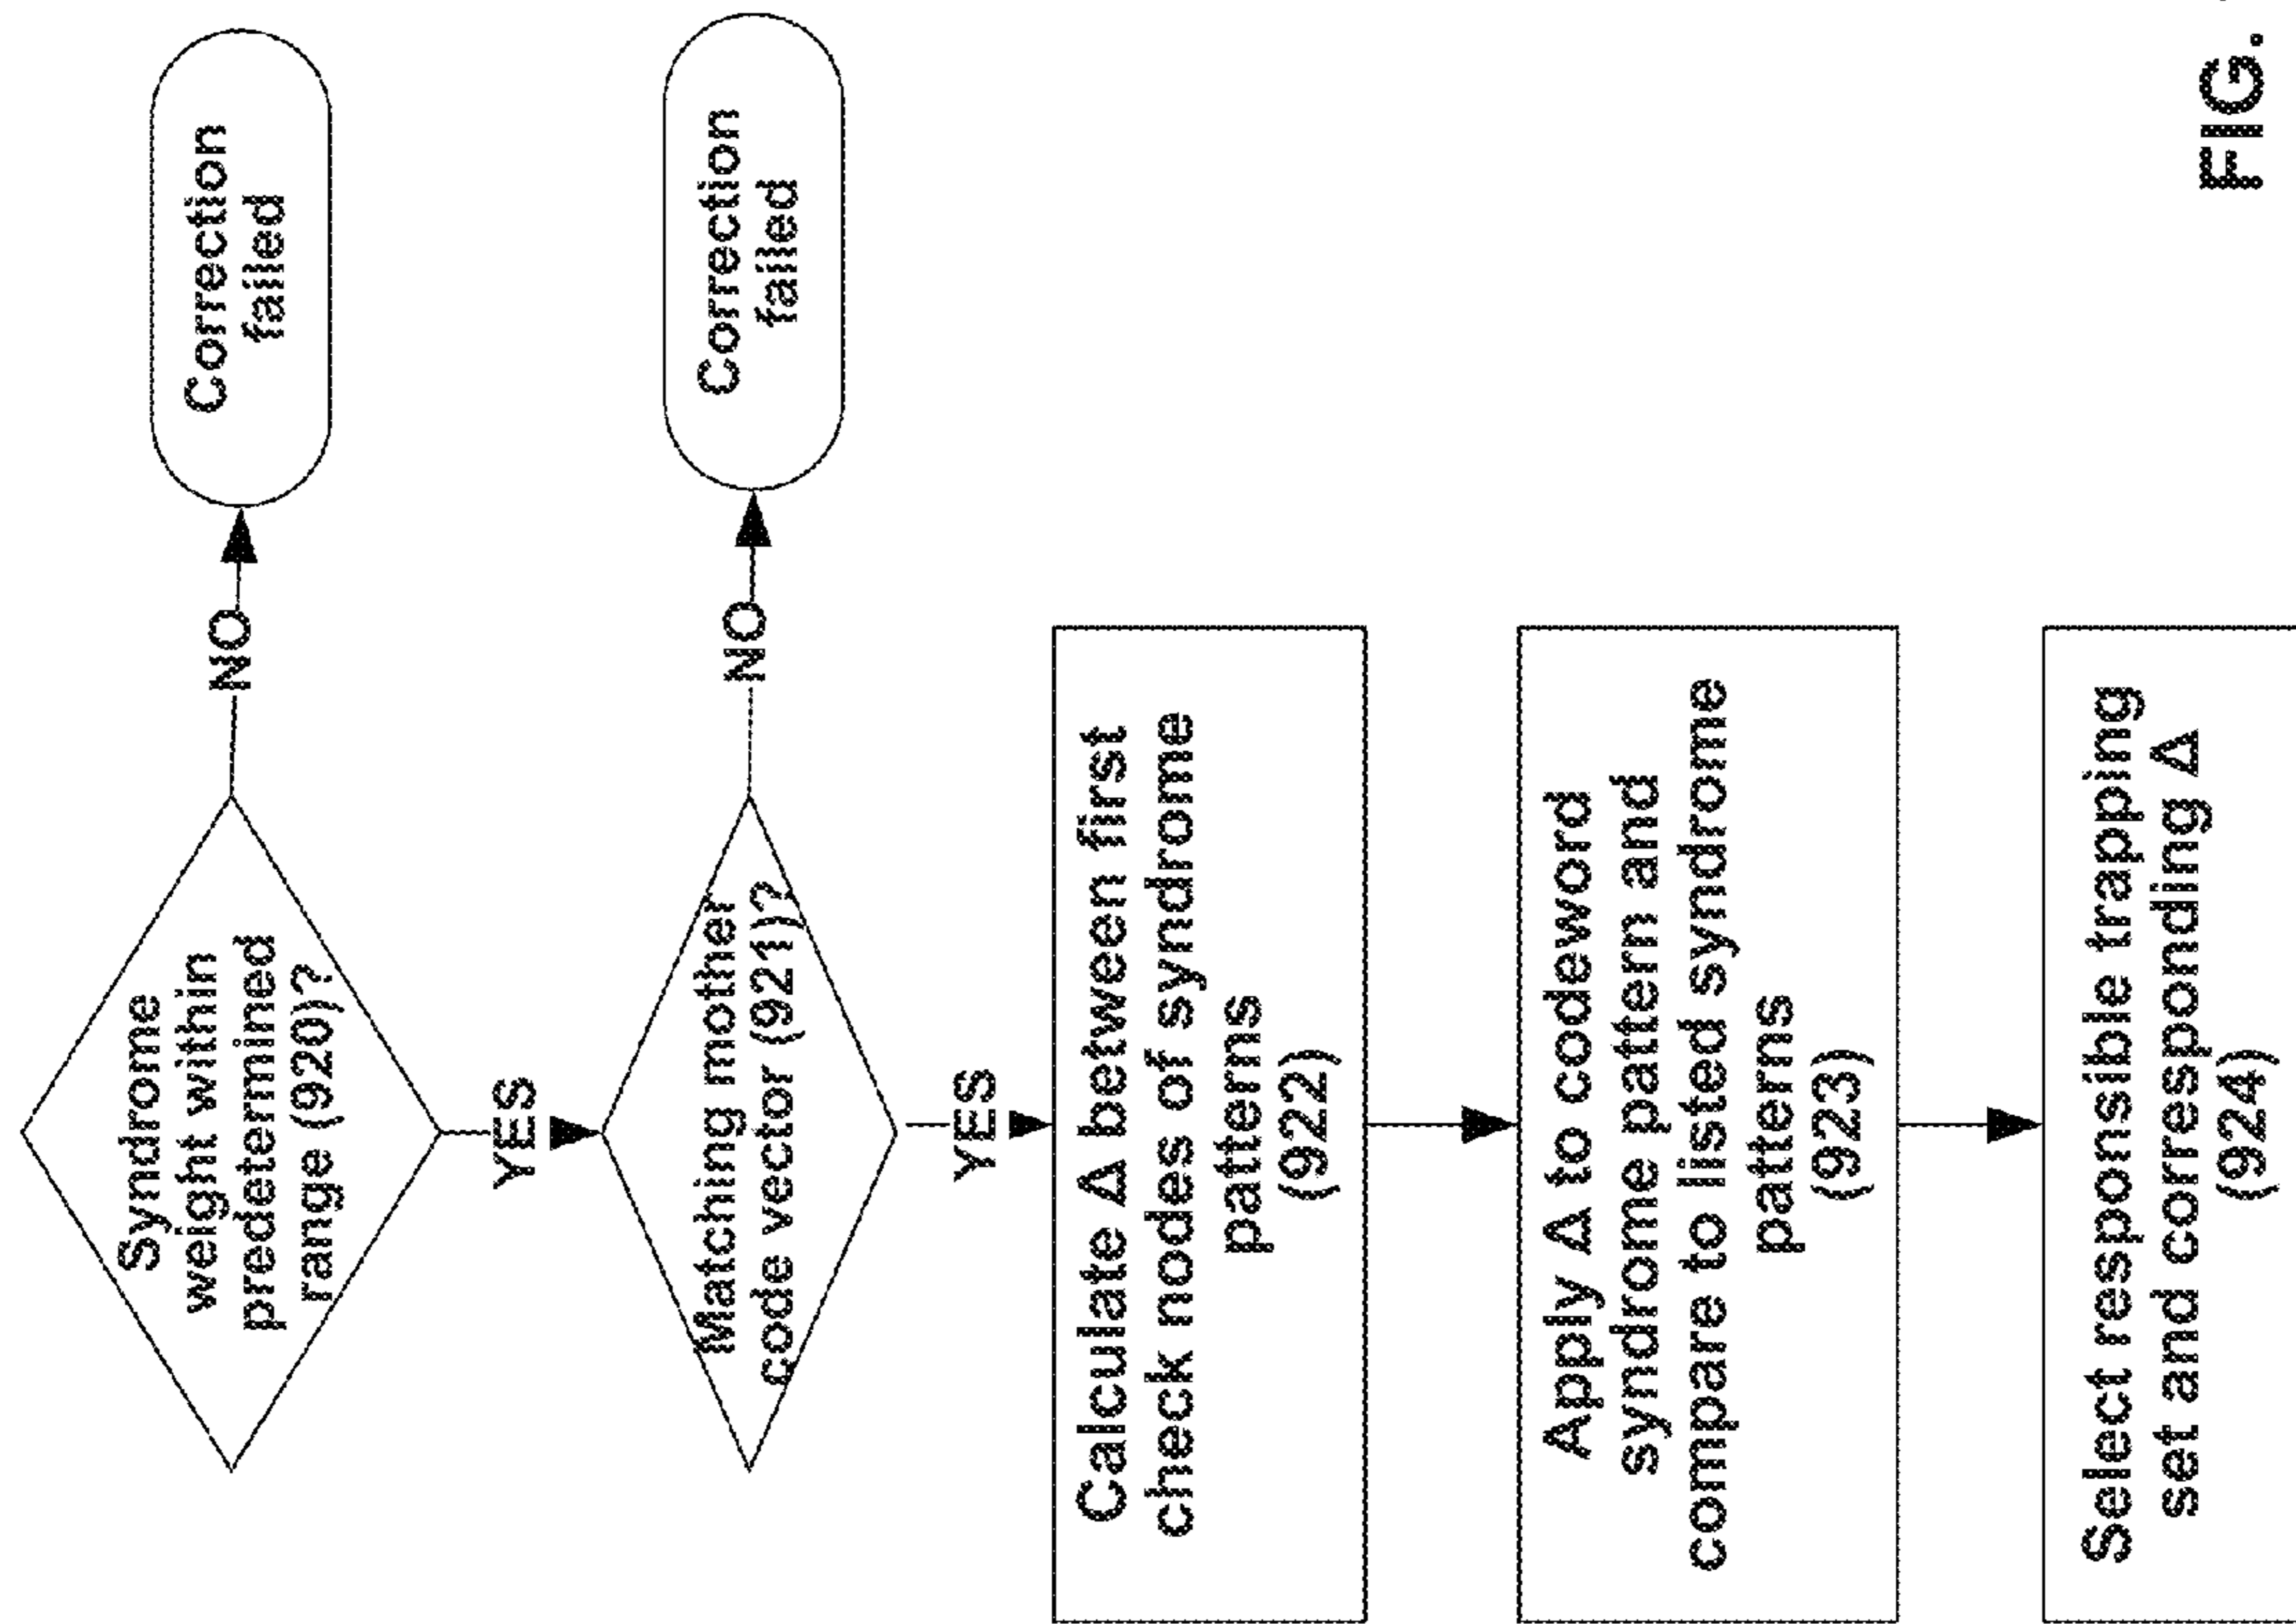 Syndrome
weight within
predetermined
range (920)?
NO
Correction
failed
YES
Matching mother
code vector (921)?
NO
Correction
failed
YES
Calculate Δ between first
check nodes of syndrome
patterns
(922)
Apply Δ to codeword
syndrome pattern and
compare to listed syndrome
patterns
(923)
Select responsible trapping
set and corresponding Δ
(924)
FIG.